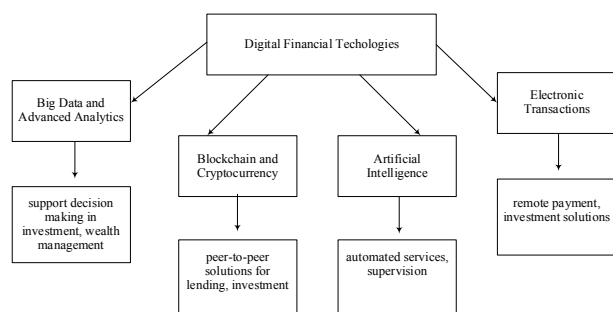 Digital Financial Techologies
Big Data and
Advanced Analytics
Electronic
Transactions
Blockchain and
Cryptocurrency
Artificial
Intelligence
support decision
making in
investment, wealth
management
remote payment,
investment solutions
peer-to-peer
solutions for
lending, investment
automated services,
supervision